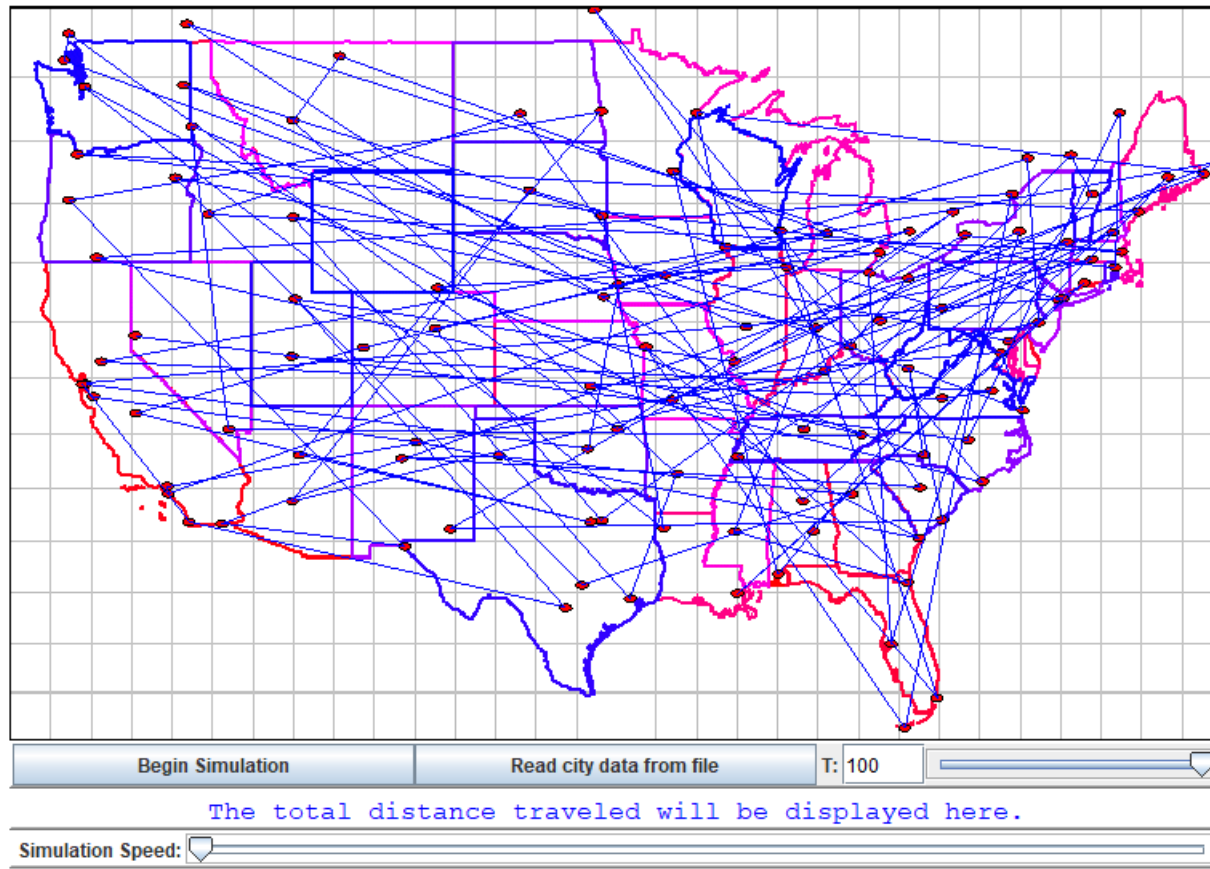 Begin Simulation
Read city data from file
T: 100
The total distance traveled will be displayed here.
Simulation Speed: